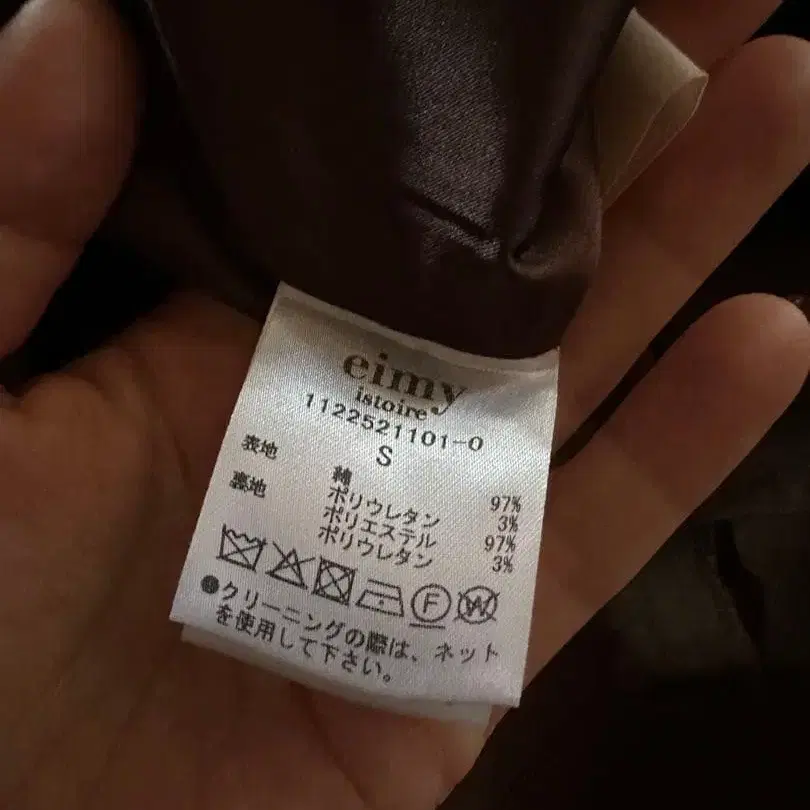 eimy
istoire
1122521101-0
S
表地 綿 97%
ポリウレタン 3%
裏地 ポリエステル 97%
ポリウレタン 3%
F W
●クリーニングの際は、ネット
を使用して下さい。